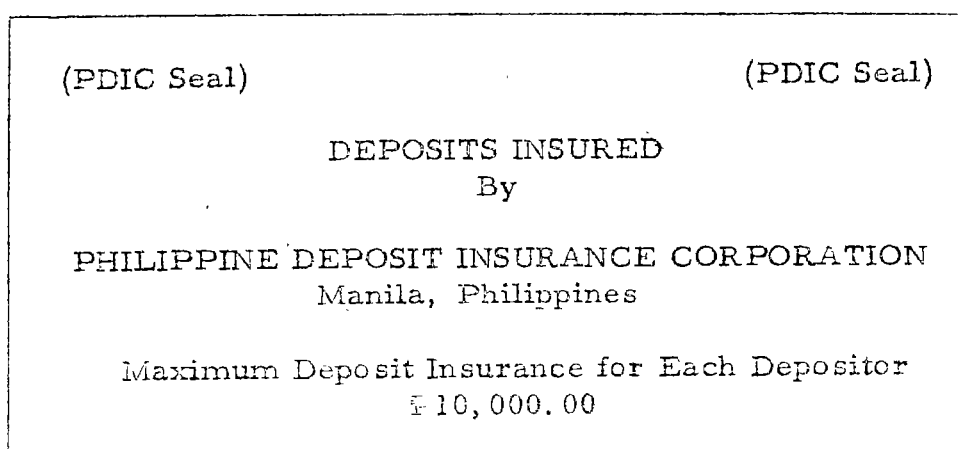 (PDIC Seal) (PDIC Seal)
DEPOSITS INSURED
By
PHILIPPINE DEPOSIT INSURANCE CORPORATION
Manila, Philippines
Maximum Deposit Insurance for Each Depositor
₱10,000.00